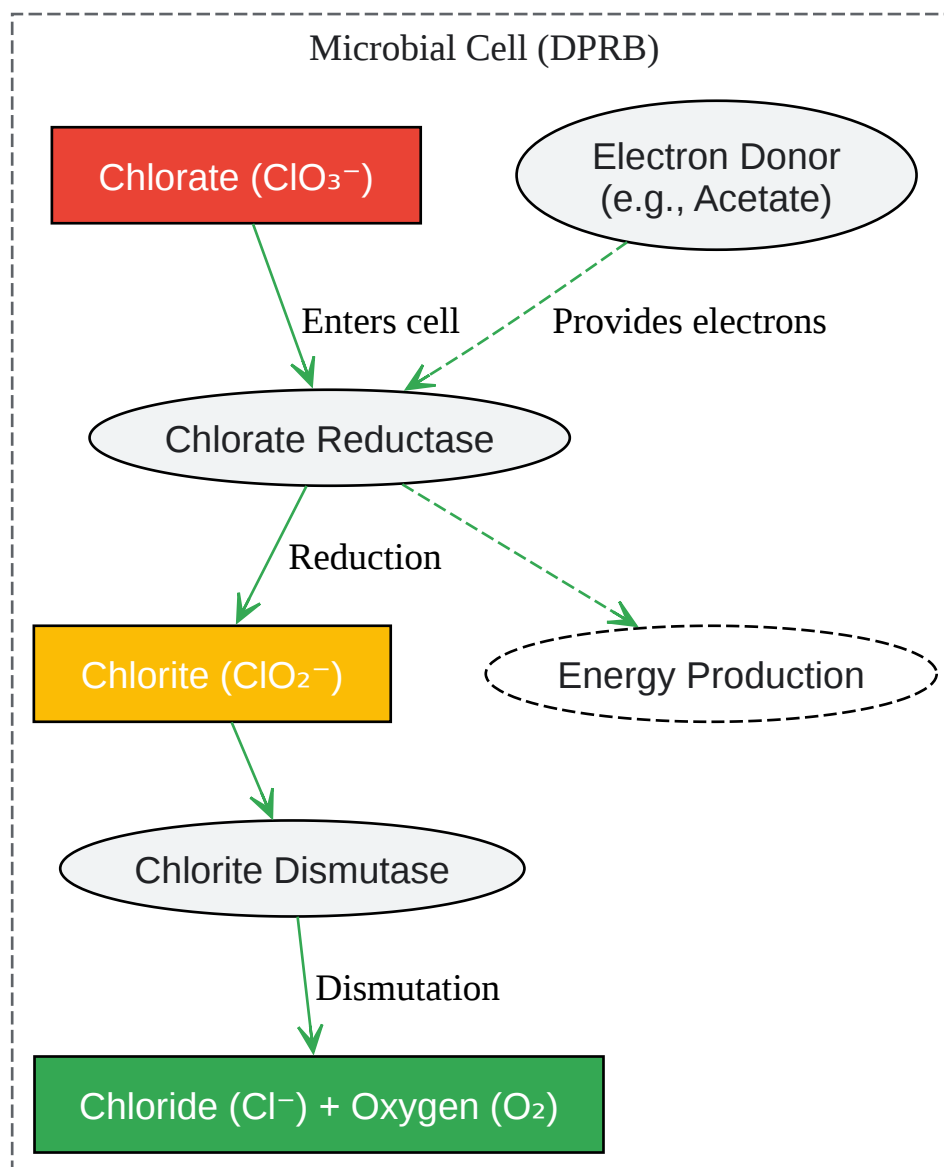 Microbial Cell (DPRB)
Chlorate (ClO₃⁻)
Electron Donor
(e.g., Acetate)
Enters cell
Provides electrons
Chlorate Reductase
Reduction
Chlorite (ClO₂⁻)
Energy Production
Chlorite Dismutase
Dismutation
Chloride (Cl⁻) + Oxygen (O₂)